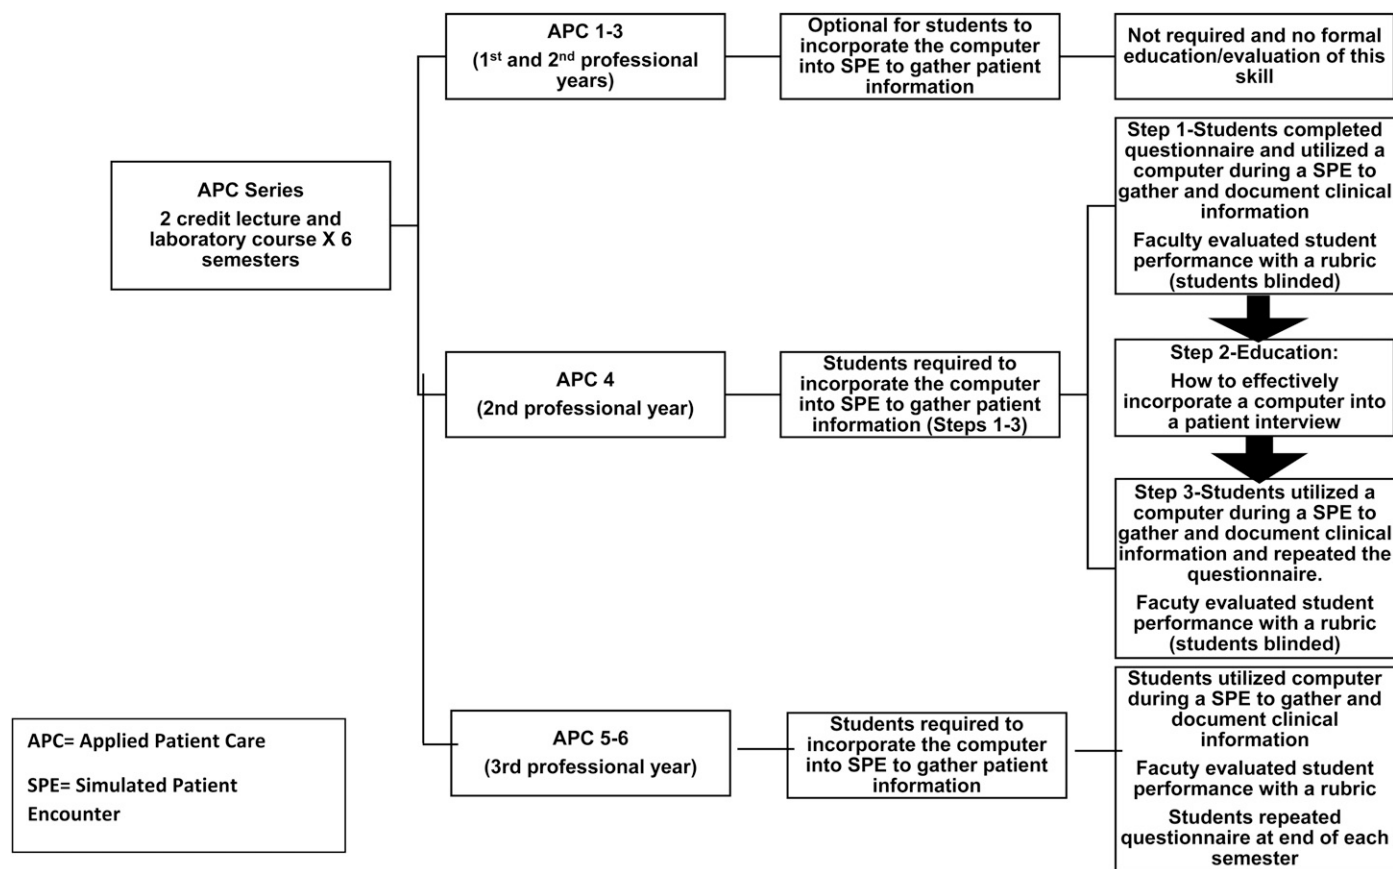 APC Series
2 credit lecture and
laboratory course X 6
semesters
APC 1-3
(1st and 2nd professional
years)
Optional for students to
incorporate the computer
into SPE to gather patient
information
Not required and no formal
education/evaluation of this
skill
APC 4
(2nd professional year)
Students required to
incorporate the computer
into SPE to gather patient
information (Steps 1-3)
Step 1-Students completed
questionnaire and utilized a
computer during a SPE to
gather and document clinical
information
Faculty evaluated student
performance with a rubric
(students blinded)
Step 2-Education:
How to effectively
incorporate a computer into
a patient interview
Step 3-Students utilized a
computer during a SPE to
gather and document clinical
information and repeated the
questionnaire.
Facuty evaluated student
performance with a rubric
(students blinded)
APC 5-6
(3rd professional year)
Students required to
incorporate the computer
into SPE to gather patient
information
Students utilized computer
during a SPE to gather and
document clinical
information
Facuty evaluated student
performance with a rubric
Students repeated
questionnaire at end of each
semester
APC= Applied Patient Care
SPE= Simulated Patient
Encounter